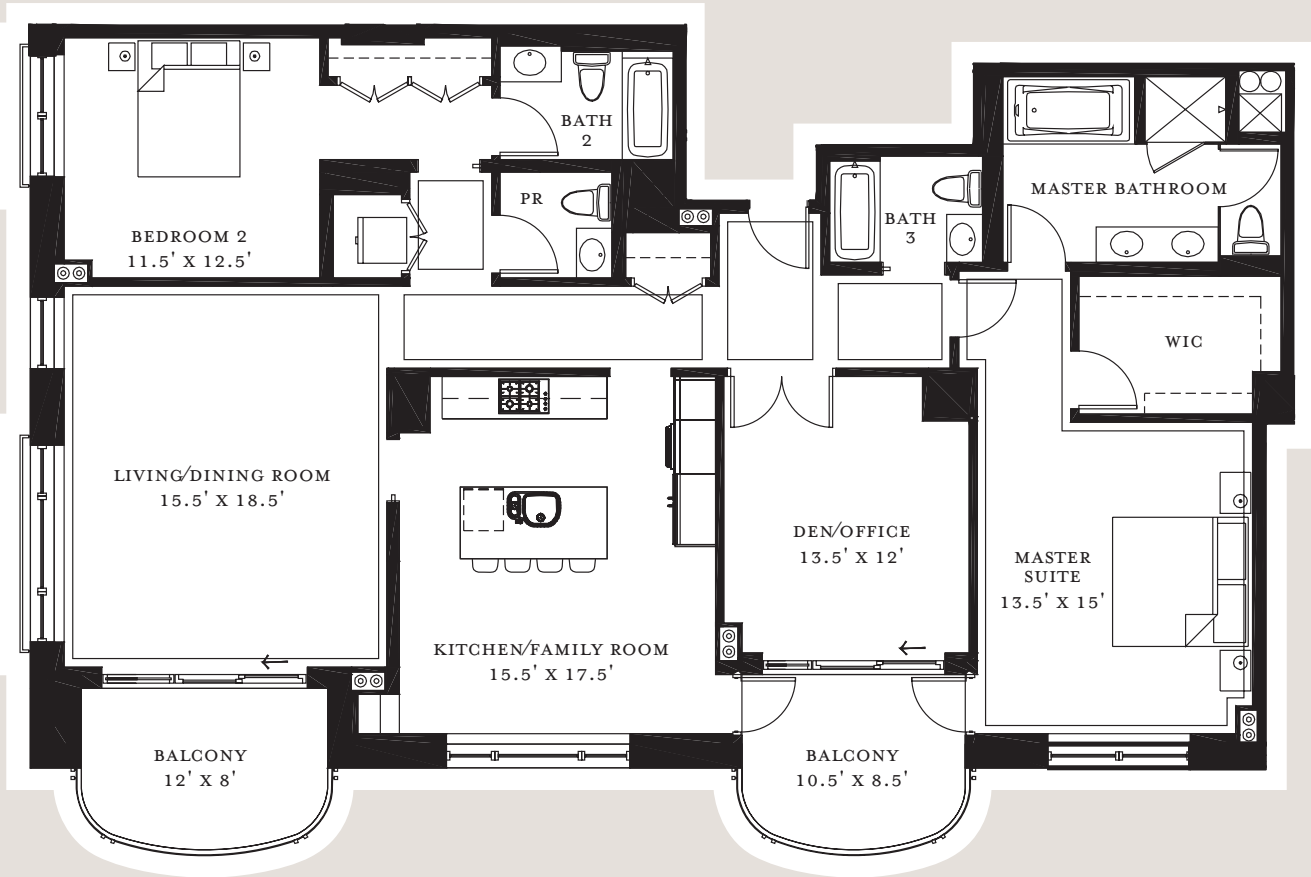 BATH
2
PR
BEDROOM 2
11.5' X 12.5'
BATH
3
MASTER BATHROOM
WIC
LIVING/DINING ROOM
15.5' X 18.5'
DEN/OFFICE
13.5' X 12'
MASTER
SUITE
13.5' X 15'
KITCHEN/FAMILY ROOM
15.5' X 17.5'
BALCONY
12' X 8'
BALCONY
10.5' X 8.5'